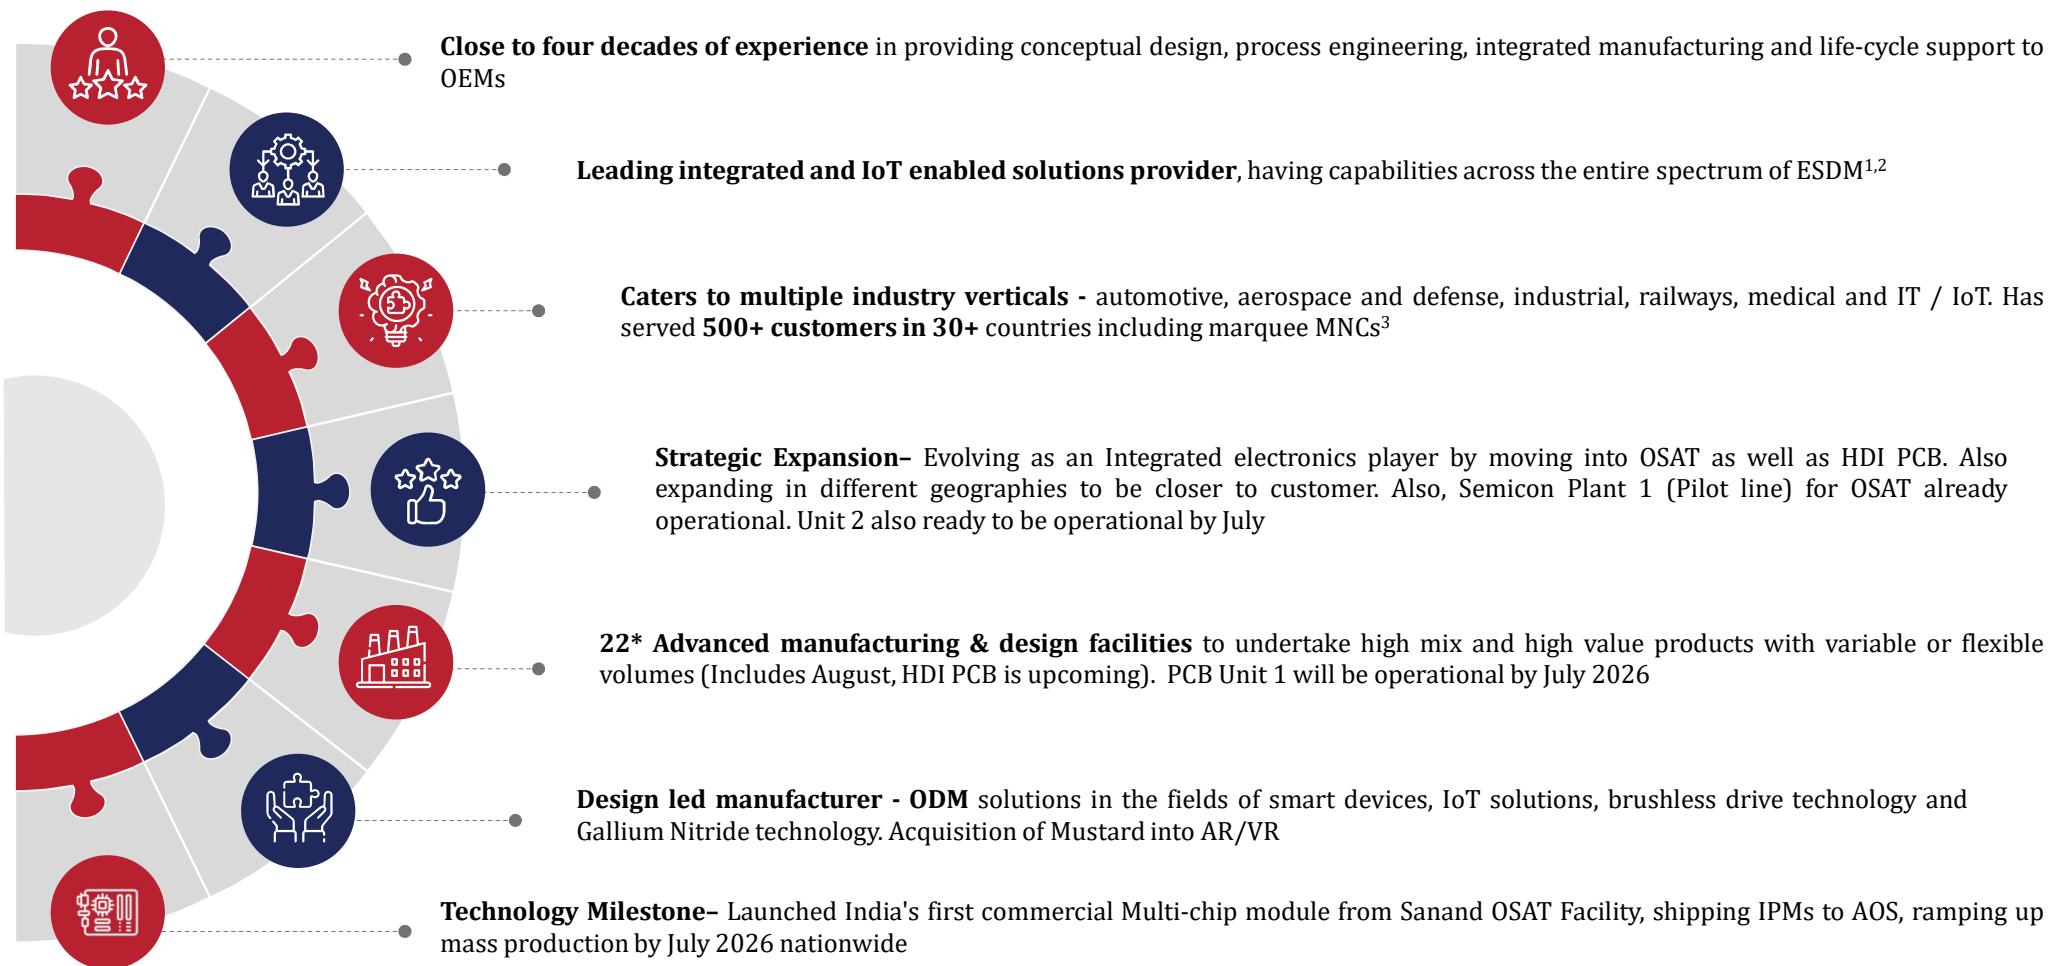 Close to four decades of experience in providing conceptual design, process engineering, integrated manufacturing and life-cycle support to
OEMs
Leading integrated and IoT enabled solutions provider, having capabilities across the entire spectrum of ESDM1,2
Caters to multiple industry verticals - automotive, aerospace and defense, industrial, railways, medical and IT / IoT. Has
served 500+ customers in 30+ countries including marquee MNCs3
Strategic Expansion– Evolving as an Integrated electronics player by moving into OSAT as well as HDI PCB. Also
expanding in different geographies to be closer to customer. Also, Semicon Plant 1 (Pilot line) for OSAT already
operational. Unit 2 also ready to be operational by July
22* Advanced manufacturing & design facilities to undertake high mix and high value products with variable or flexible
volumes (Includes August, HDI PCB is upcoming). PCB Unit 1 will be operational by July 2026
Design led manufacturer - ODM solutions in the fields of smart devices, IoT solutions, brushless drive technology and
Gallium Nitride technology. Acquisition of Mustard into AR/VR
Technology Milestone– Launched India's first commercial Multi-chip module from Sanand OSAT Facility, shipping IPMs to AOS, ramping up
mass production by July 2026 nationwide